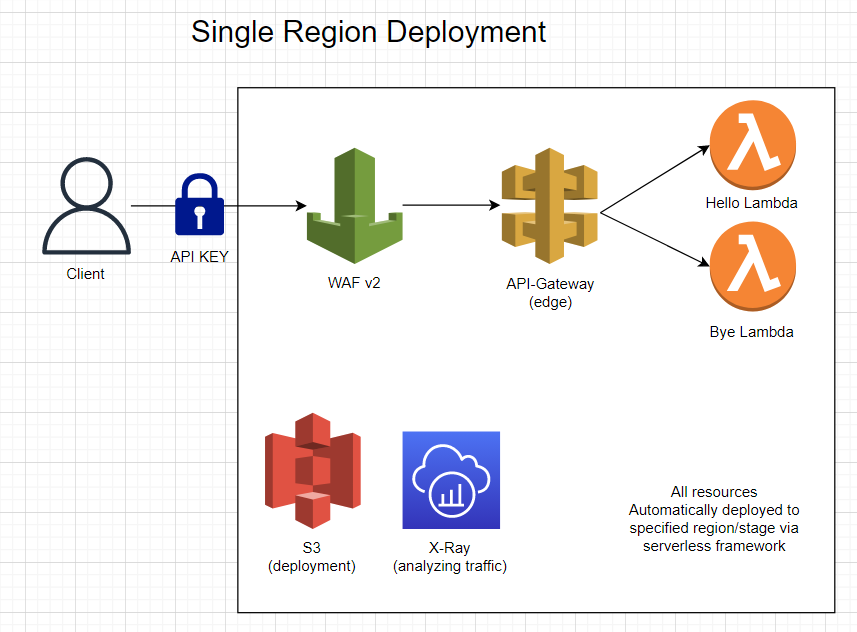 Single Region Deployment
Client
API KEY
WAF v2
API-Gateway
(edge)
Hello Lambda
Bye Lambda
S3
(deployment)
X-Ray
(analyzing traffic)
All resources
Automatically deployed to
specified region/stage via
serverless framework